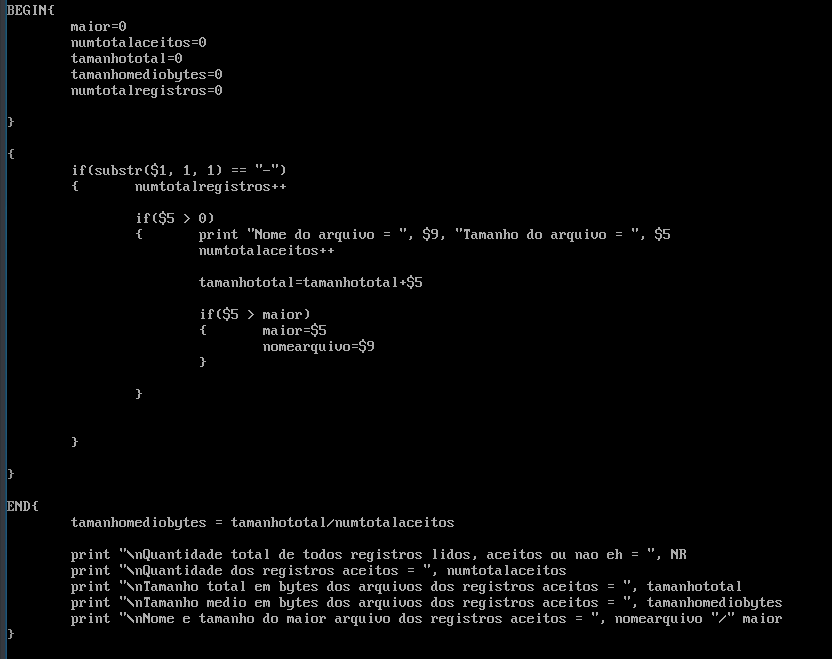 BEGIN{
maior=0
numtotalaceitos=0
tamanhototal=0
tamanhomediobytes=0
numtotalregistros=0
}
{
if(substr($1, 1, 1) == "-")
{ numtotalregistros++
if($5 > 0)
{ print "Nome do arquivo = ", $9, "Tamanho do arquivo = ", $5
numtotalaceitos++
tamanhototal=tamanhototal+$5
if($5 > maior)
{ maior=$5
nomearquivo=$9
}
}
}
}
END{
tamanhomediobytes = tamanhototal/numtotalaceitos
print "\nQuantidade total de todos registros lidos, aceitos ou nao eh = ", NR
print "\nQuantidade dos registros aceitos = ", numtotalaceitos
print "\nTamanho total em bytes dos arquivos dos registros aceitos = ", tamanhototal
print "\nTamanho medio em bytes dos arquivos dos registros aceitos = ", tamanhomediobytes
print "\nNome e tamanho do maior arquivo dos registros aceitos = ", nomearquivo "/" maior
}